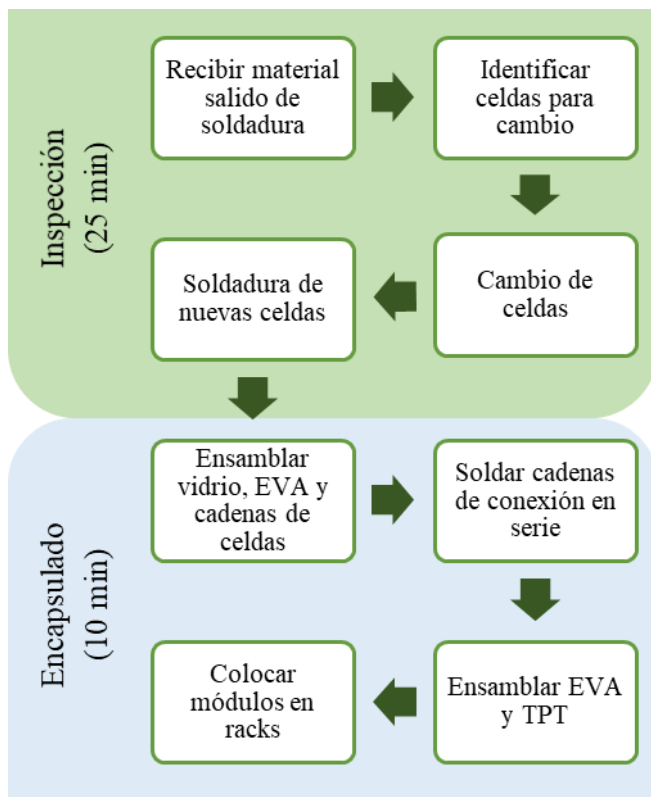 Inspección
(25 min)
Recibir material
salido de
soldadura
Identificar
celdas para
cambio
Cambio de
celdas
Soldadura de
nuevas celdas
Encapsulado
(10 min)
Ensamblar
vidrio, EVA y
cadenas de
celdas
Soldar cadenas
de conexión en
serie
Ensamblar EVA
y TPT
Colocar
módulos en
racks